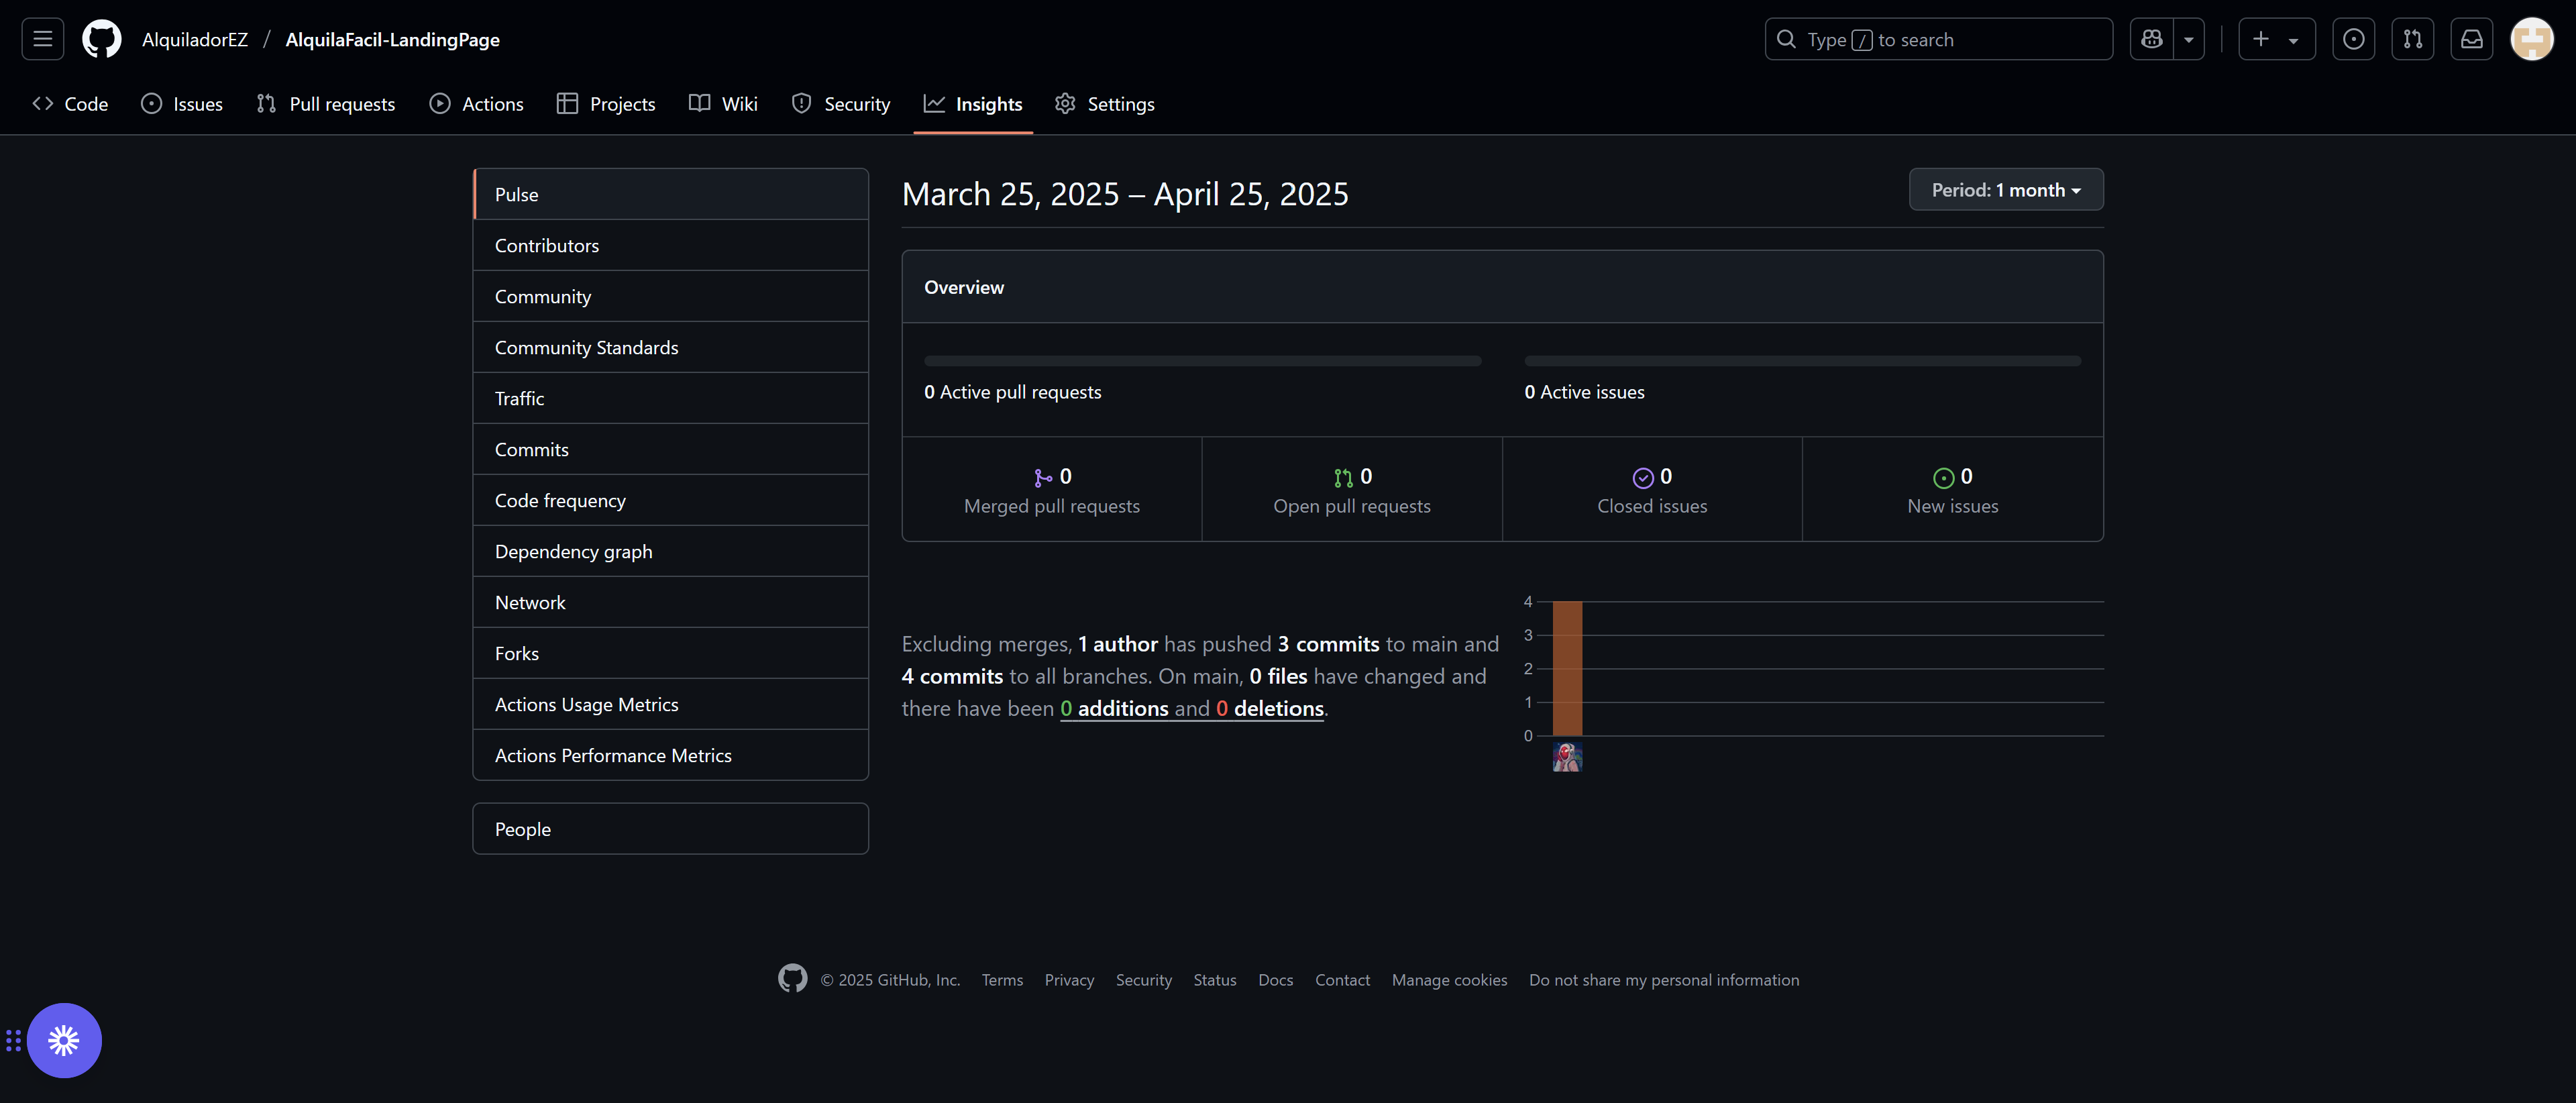 AlquiladorEZ / AlquilaFacil-LandingPage
Type / to search
Code Issues Pull requests Actions Projects Wiki Security Insights Settings
Pulse
Contributors
Community
Community Standards
Traffic
Commits
Code frequency
Dependency graph
Network
Forks
Actions Usage Metrics
Actions Performance Metrics
People
March 25, 2025 – April 25, 2025
Period: 1 month
Overview
0 Active pull requests
0 Active issues
0
Merged pull requests
0
Open pull requests
0
Closed issues
0
New issues
Excluding merges, 1 author has pushed 3 commits to main and
4 commits to all branches. On main, 0 files have changed and
there have been 0 additions and 0 deletions.
4
3
2
1
0
© 2025 GitHub, Inc. Terms Privacy Security Status Docs Contact Manage cookies Do not share my personal information